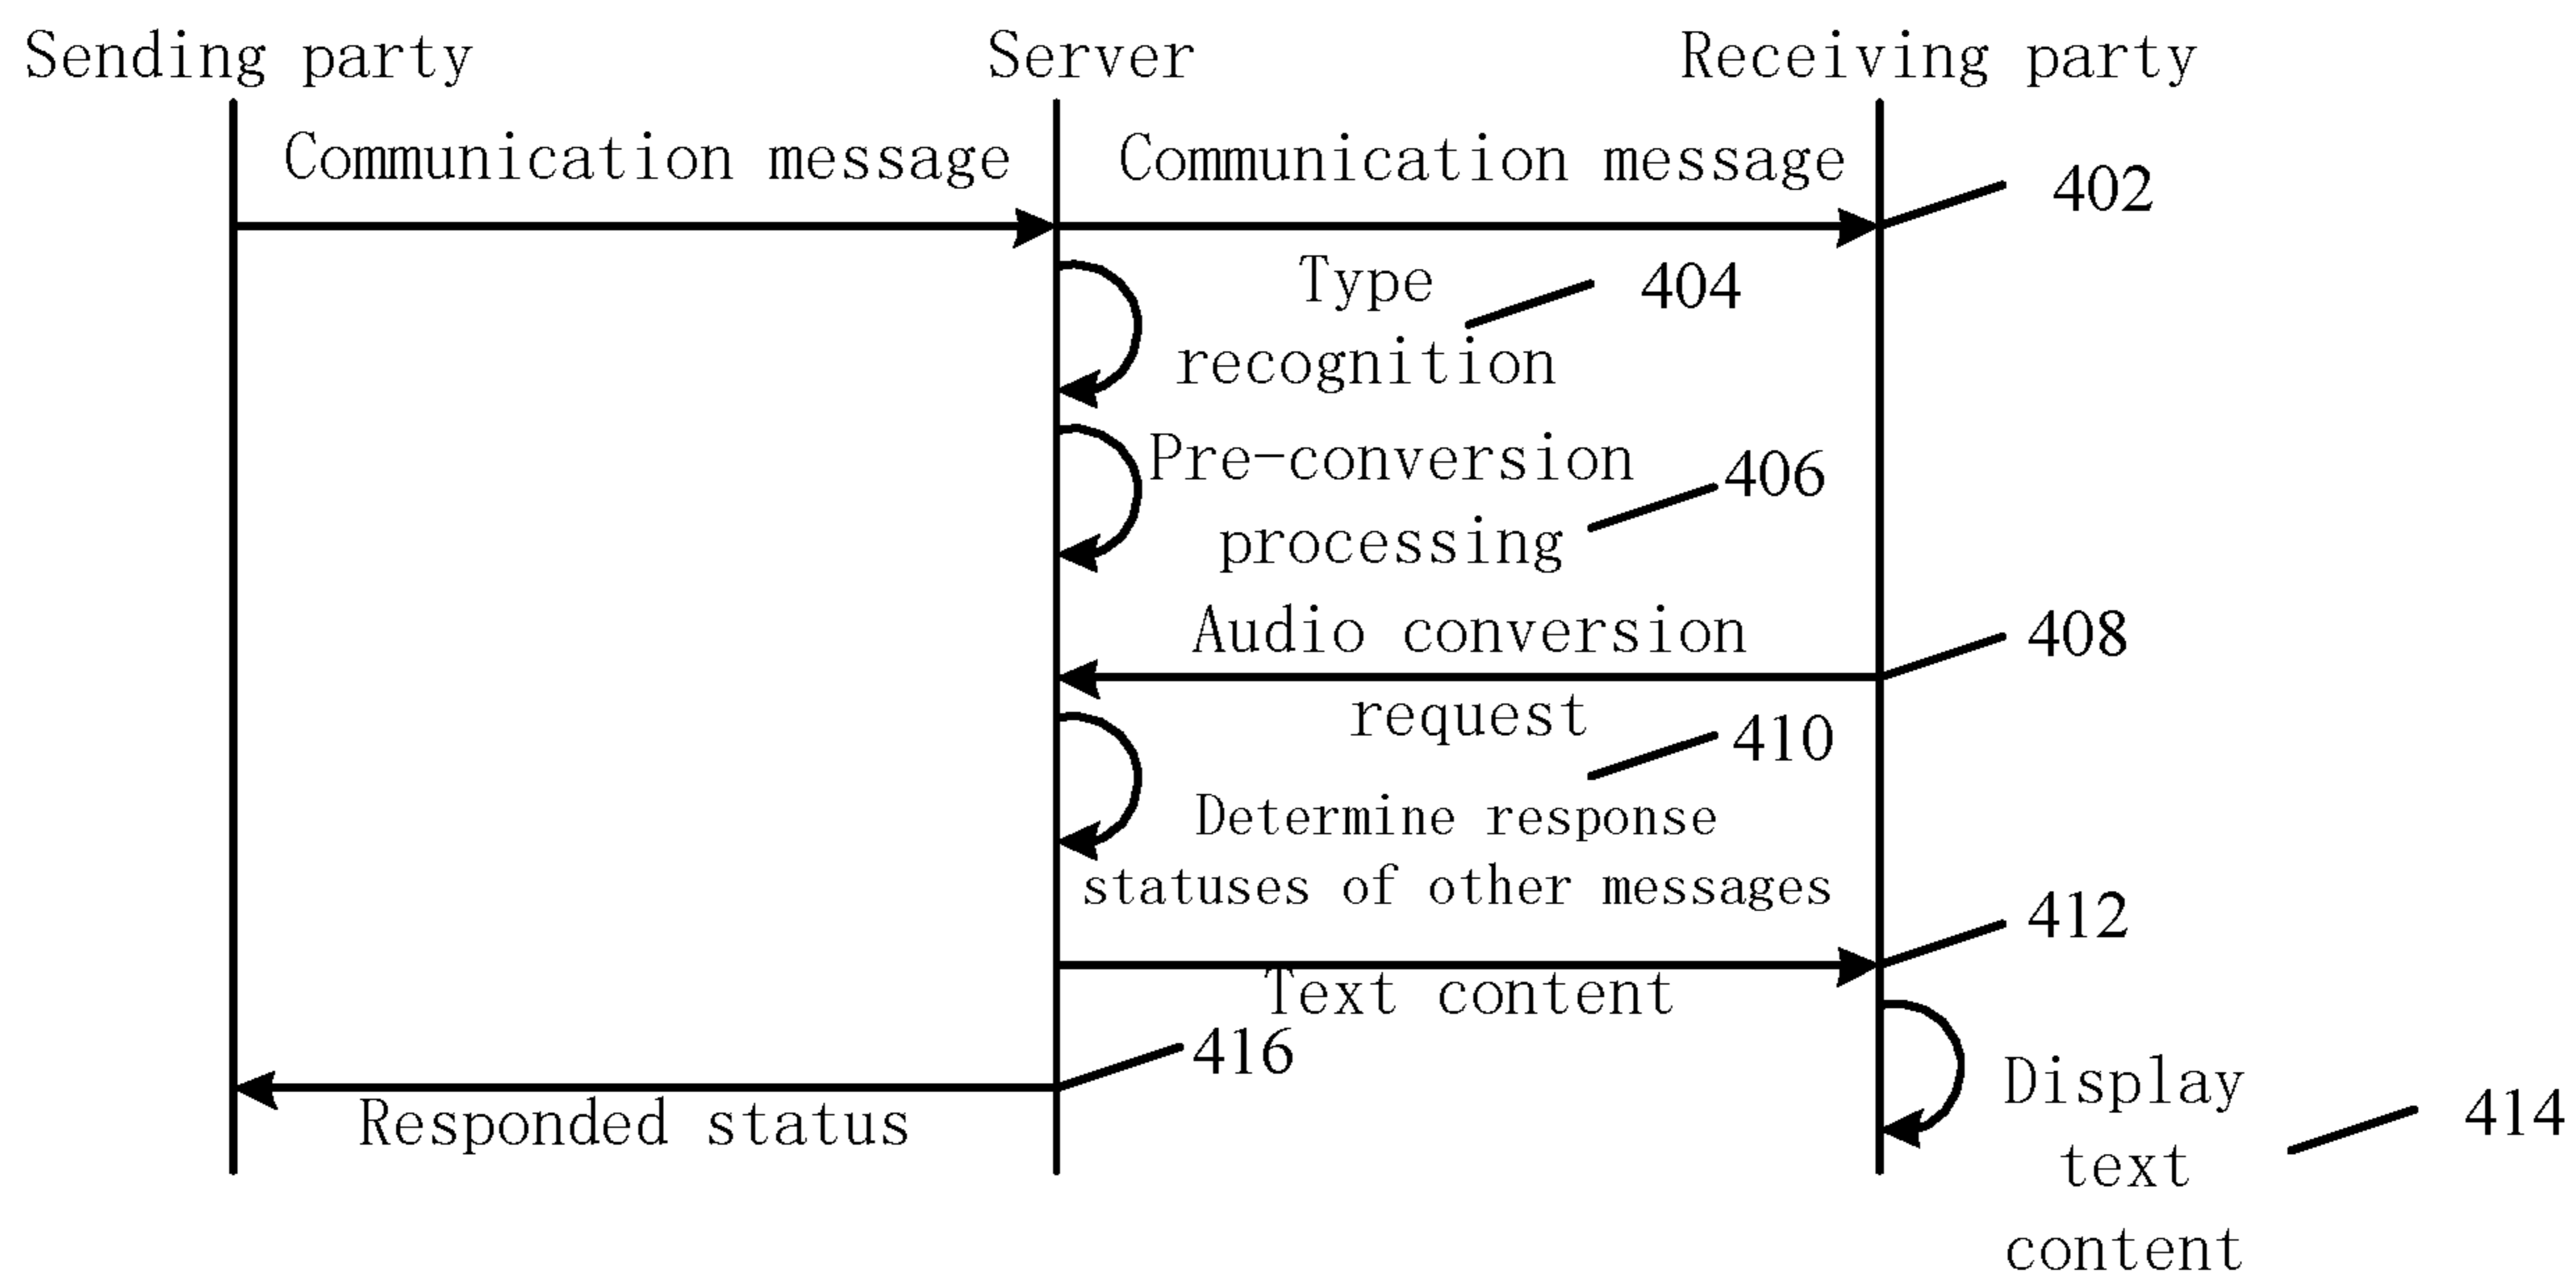 Sending party
Server
Receiving party
Communication message
Communication message
402
Type
recognition
404
Pre-conversion
processing
406
Audio conversion
request
408
410
Determine response
statuses of other messages
412
Text content
416
Responded status
Display
text
content
414